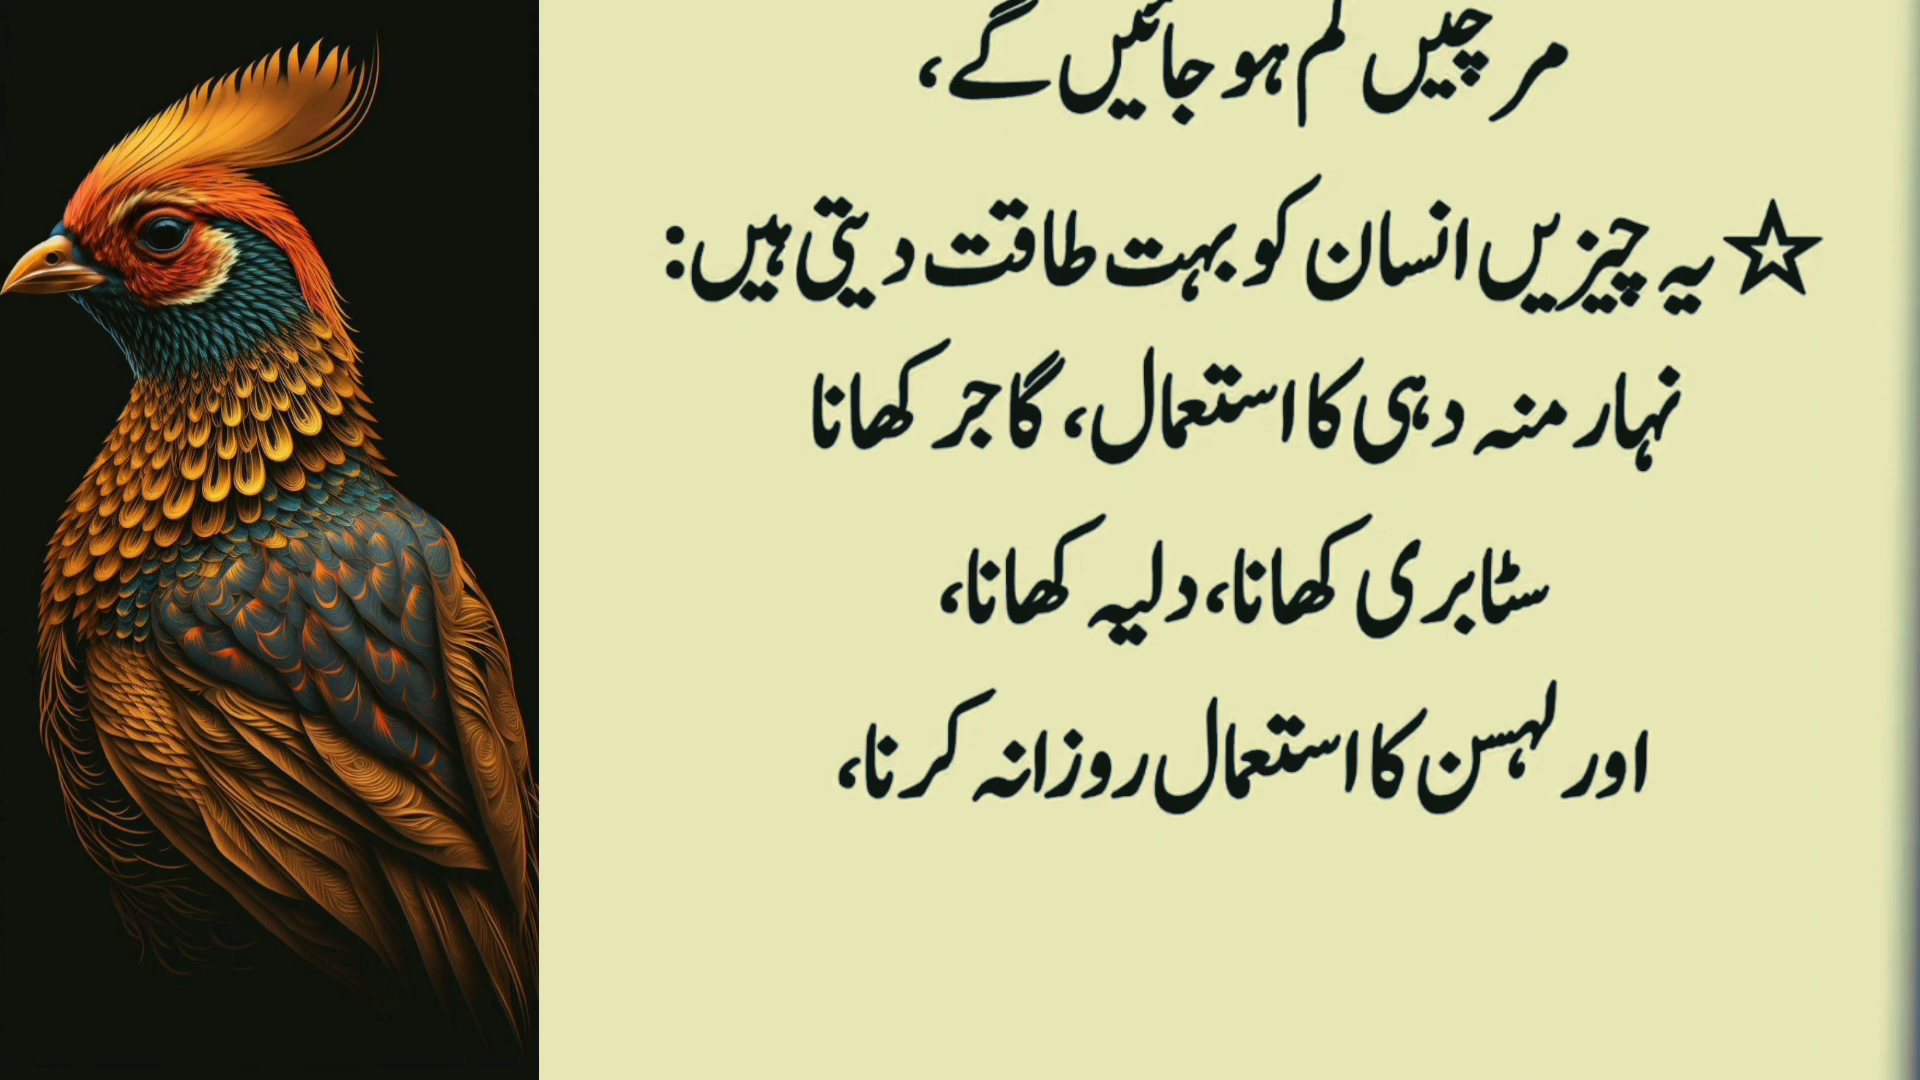 مرچیں کم ہو جائیں گے،
☆ یہ چیزیں انسان کو بہت طاقت دیتی ہیں:
نہار منہ دہی کا استعمال، گاجر کھانا
سٹابری کھانا، دلیہ کھانا،
اور لہسن کا استعمال روزانہ کرنا،